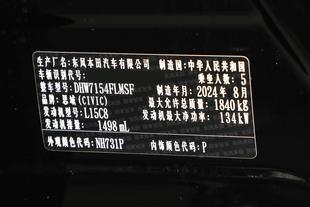 生产厂名：东风本田汽车有限公司 制造国：中华人民共和国
车辆识别代号： 乘坐人数：5
整车型号：DHW7154FLMSF 制造年月：2024年8月
品牌：思域(CIVIC) 最大允许总质量：1840kg
发动机型号：L15C8 发动机最大净功率：134kW
发动机排量：1498 mL
外观颜色代码：NH731P 内饰颜色代码：P